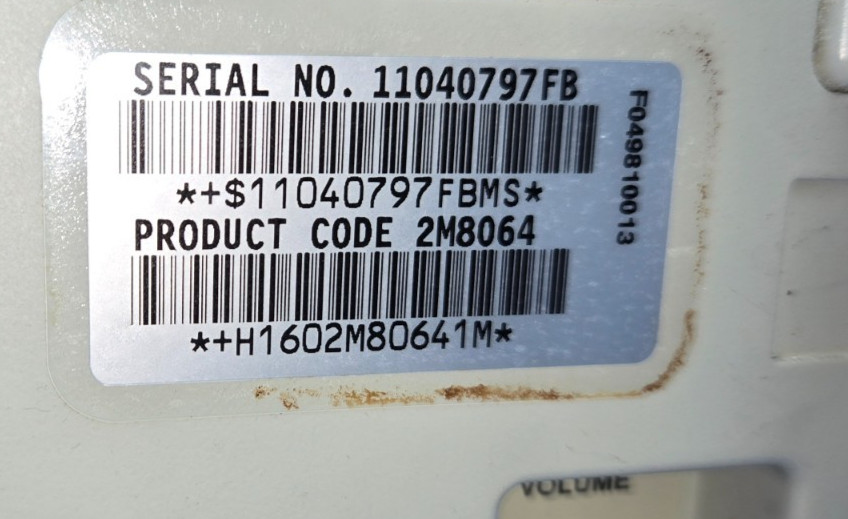 SERIAL NO. 11040797FB
*+$11040797FBMS*
PRODUCT CODE 2M8064
*+H1602M80641M*
F049810013
VOLUME